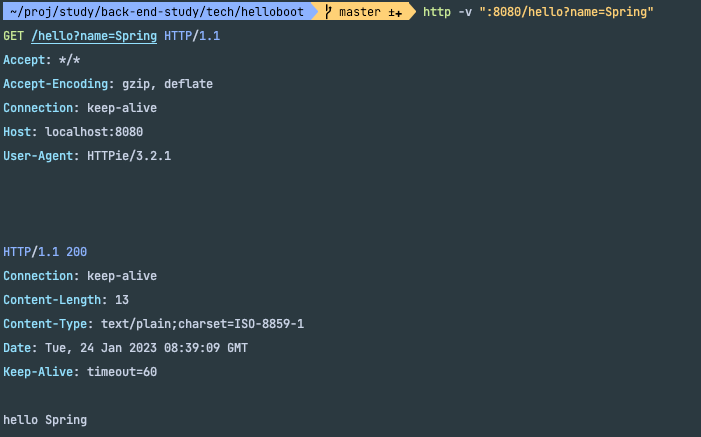 ~/proj/study/back-end-study/tech/helloboot master ±+ http -v ":8080/hello?name=Spring"
GET /hello?name=Spring HTTP/1.1
Accept: */*
Accept-Encoding: gzip, deflate
Connection: keep-alive
Host: localhost:8080
User-Agent: HTTPie/3.2.1
HTTP/1.1 200
Connection: keep-alive
Content-Length: 13
Content-Type: text/plain;charset=ISO-8859-1
Date: Tue, 24 Jan 2023 08:39:09 GMT
Keep-Alive: timeout=60
hello Spring